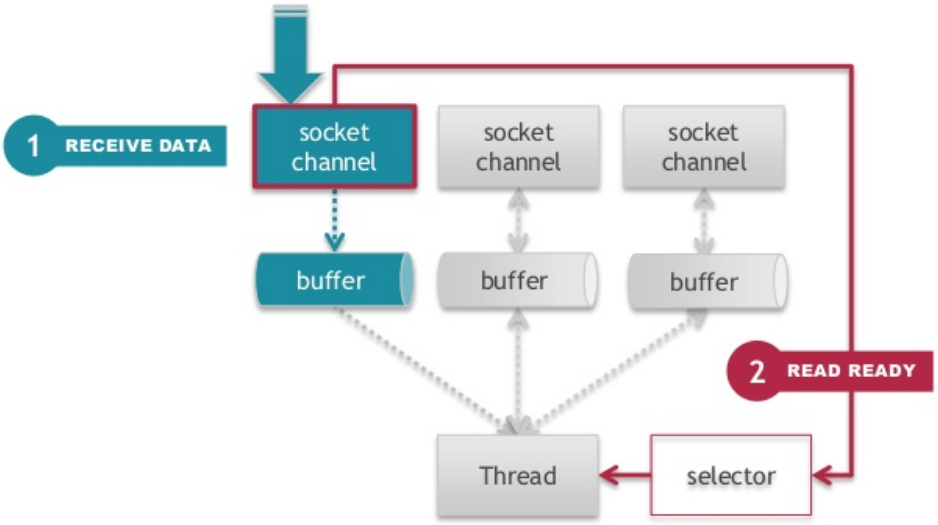 1 RECEIVE DATA
socket
channel
socket
channel
socket
channel
buffer
buffer
buffer
2 READ READY
Thread
selector